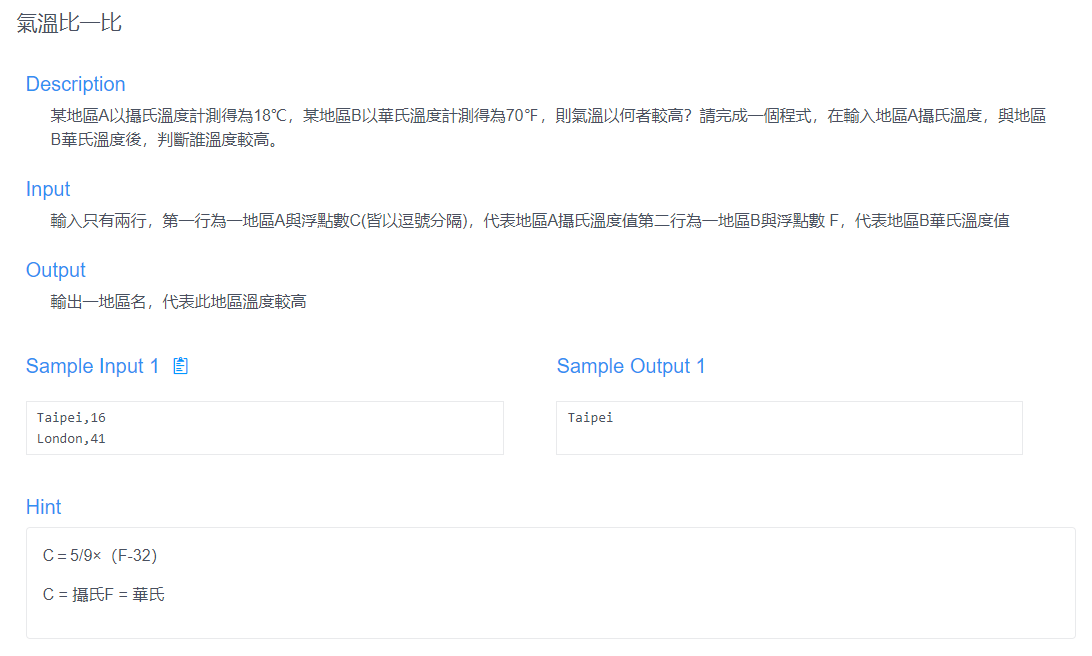 氣溫比一比
Description
某地區A以攝氏溫度計測得為18℃，某地區B以華氏溫度計測得為70℉，則氣溫以何者較高？請完成一個程式，在輸入地區A攝氏溫度，與地區
B華氏溫度後，判斷誰溫度較高。
Input
輸入只有兩行，第一行為一地區A與浮點數C(皆以逗號分隔)，代表地區A攝氏溫度值第二行為一地區B與浮點數 F，代表地區B華氏溫度值
Output
輸出一地區名，代表此地區溫度較高
Sample Input 1
Taipei,16
London,41
Sample Output 1
Taipei
Hint
C＝5/9×（F-32）
C = 攝氏F = 華氏